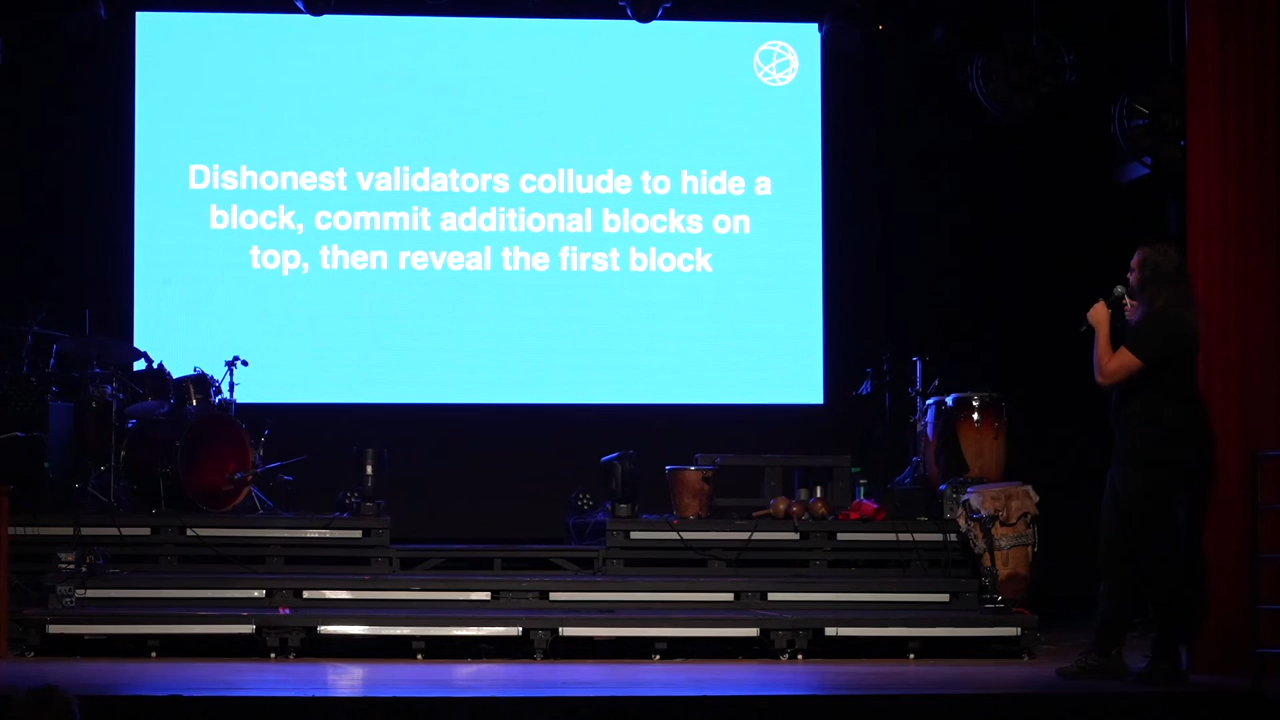 Dishonest validators collude to hide a
block, commit additional blocks on
top, then reveal the first block